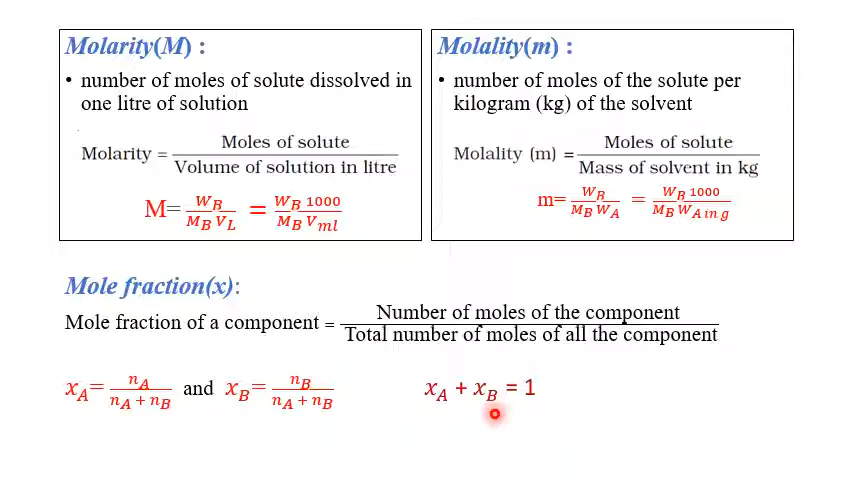 Molarity(M) :
• number of moles of solute dissolved in
one litre of solution
Molarity = Moles of solute / Volume of solution in litre
M= W_B / M_B V_L = W_B 1000 / M_B V_ml
Molality(m) :
• number of moles of the solute per
kilogram (kg) of the solvent
Molality (m) = Moles of solute / Mass of solvent in kg
m= W_B / M_B W_A = W_B 1000 / M_B W_A in g
Mole fraction(x):
Mole fraction of a component = Number of moles of the component / Total number of moles of all the component
x_A= n_A / n_A + n_B and x_B= n_B / n_A + n_B x_A + x_B = 1